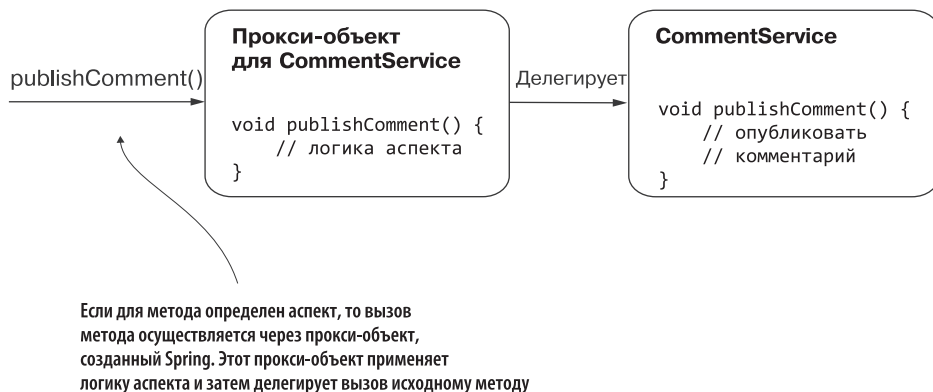 publishComment()
Прокси-объект
для CommentService
void publishComment() {
// логика аспекта
}
Делегирует
CommentService
void publishComment() {
// опубликовать
// комментарий
}
Если для метода определен аспект, то вызов
метода осуществляется через прокси-объект,
созданный Spring. Этот прокси-объект применяет
логику аспекта и затем делегирует вызов исходному методу